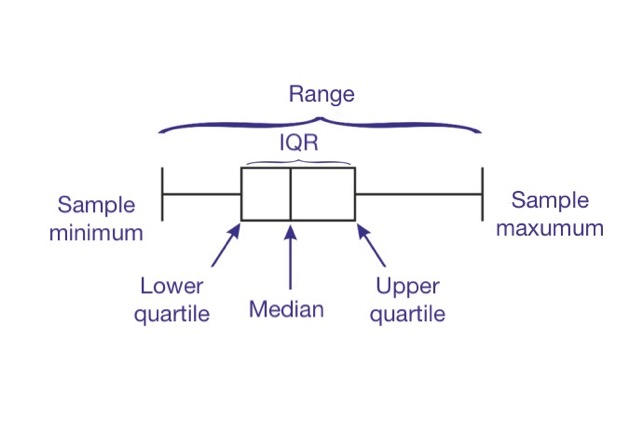 Range
IQR
Sample
minimum
Sample
maxumum
Lower
quartile
Median
Upper
quartile